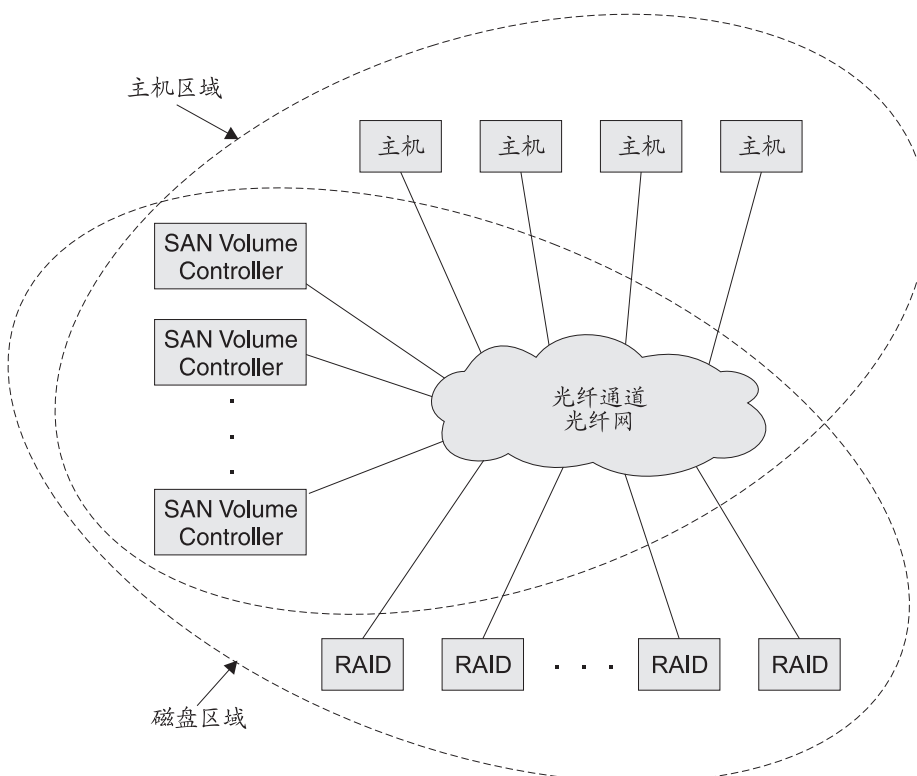 主机区域
主机
主机
主机
主机
SAN Volume
Controller
SAN Volume
Controller
光纤通道
光纤网
SAN Volume
Controller
RAID
RAID
RAID
RAID
磁盘区域